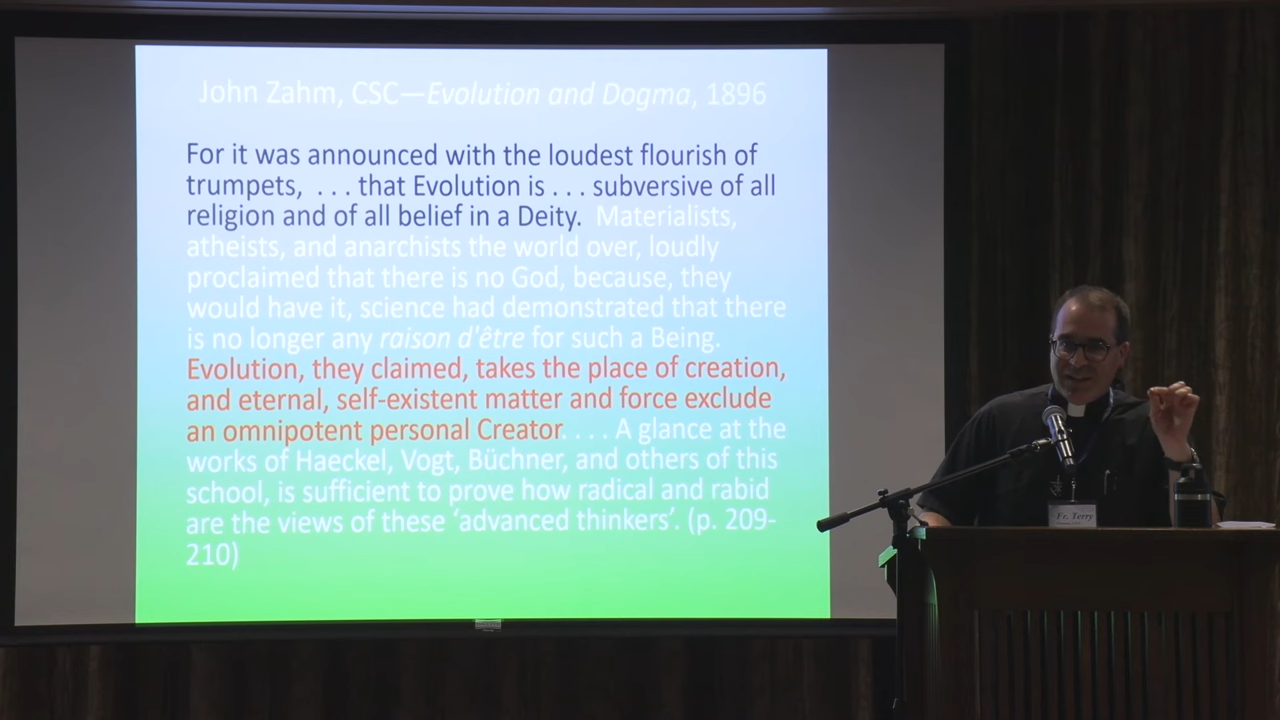 John Zahm, CSC—Evolution and Dogma, 1896
For it was announced with the loudest flourish of
trumpets, . . . that Evolution is . . . subversive of all
religion and of all belief in a Deity. Materialists,
atheists, and anarchists the world over, loudly
proclaimed that there is no God, because, they
would have it, science had demonstrated that there
is no longer any raison d'être for such a Being.
Evolution, they claimed, takes the place of creation,
and eternal, self-existent matter and force exclude
an omnipotent personal Creator. . . . A glance at the
works of Haeckel, Vogt, Büchner, and others of this
school, is sufficient to prove how radical and rabid
are the views of these ‘advanced thinkers’. (p. 209-
210)
Fr. Terry